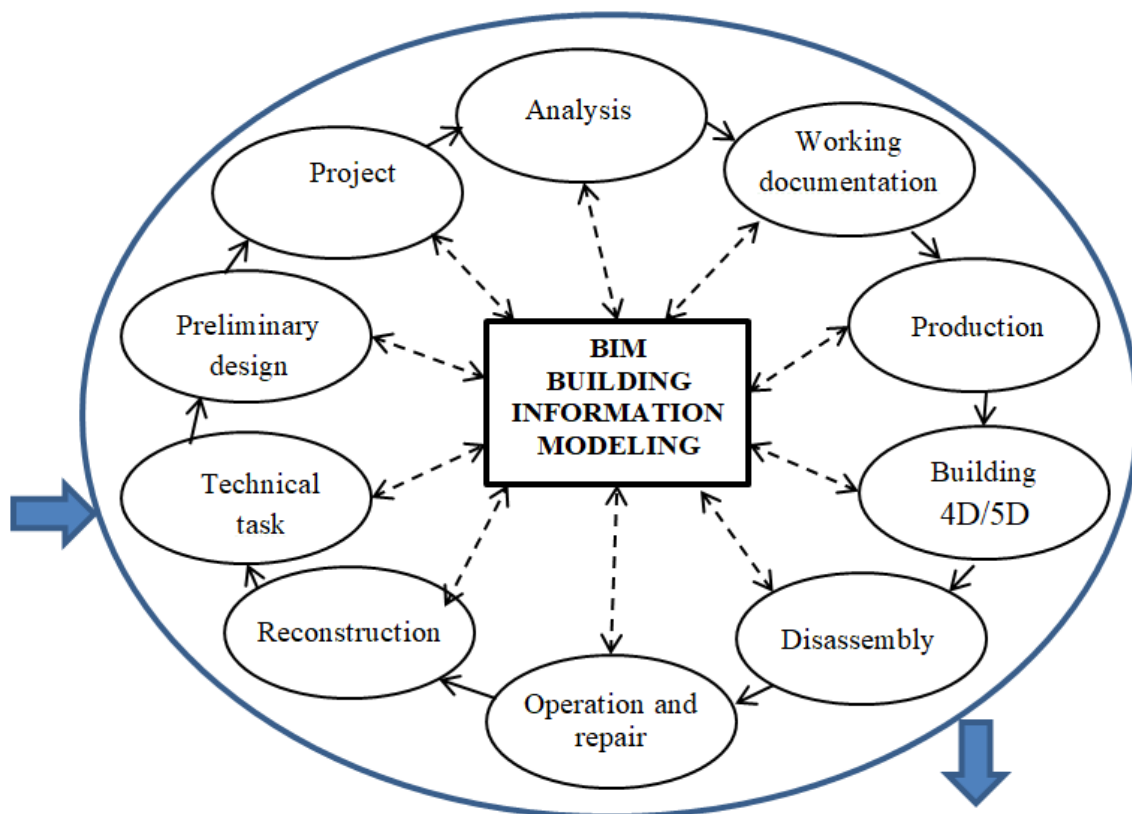 Analysis
Working
documentation
Project
Production
Preliminary
design
BIM
BUILDING
INFORMATION
MODELING
Building
4D/5D
Technical
task
Disassembly
Reconstruction
Operation and
repair